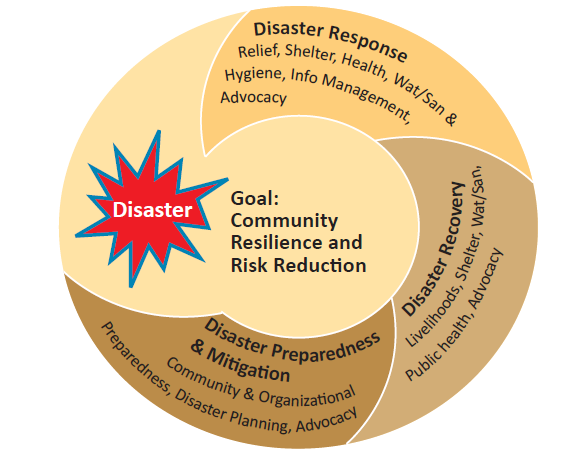 Disaster Response
Relief, Shelter, Health, Wat/San &
Hygiene, Info Management,
Advocacy
Disaster
Goal:
Community
Resilience and
Risk Reduction
Disaster Recovery
Livelihoods, Shelter, Wat/San,
Public health, Advocacy
Disaster Preparedness
& Mitigation
Community & Organizational
Preparedness, Disaster Planning, Advocacy